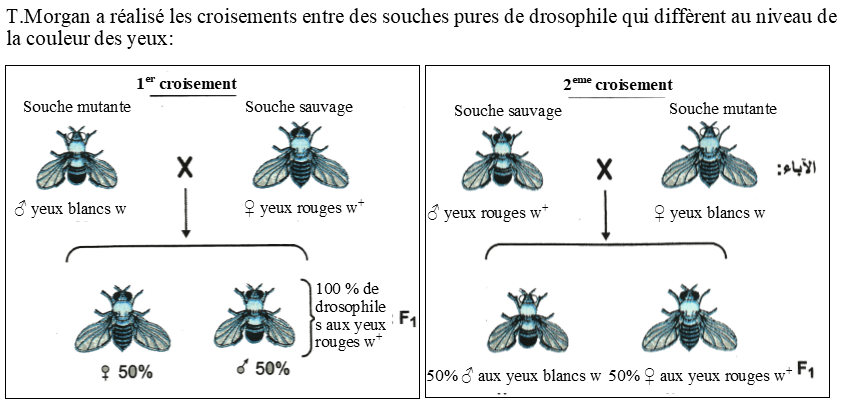 T.Morgan a réalisé les croisements entre des souches pures de drosophile qui diffèrent au niveau de
la couleur des yeux:
1er croisement
Souche mutante
Souche sauvage
X
♂ yeux blancs w
♀ yeux rouges w+
100 % de
drosophile
s aux yeux
rouges w+
F1
♀ 50%
♂ 50%
2eme croisement
Souche sauvage
Souche mutante
X
الآباء:
♂ yeux rouges w+
♀ yeux blancs w
50% ♂ aux yeux blancs w
50% ♀ aux yeux rouges w+
F1